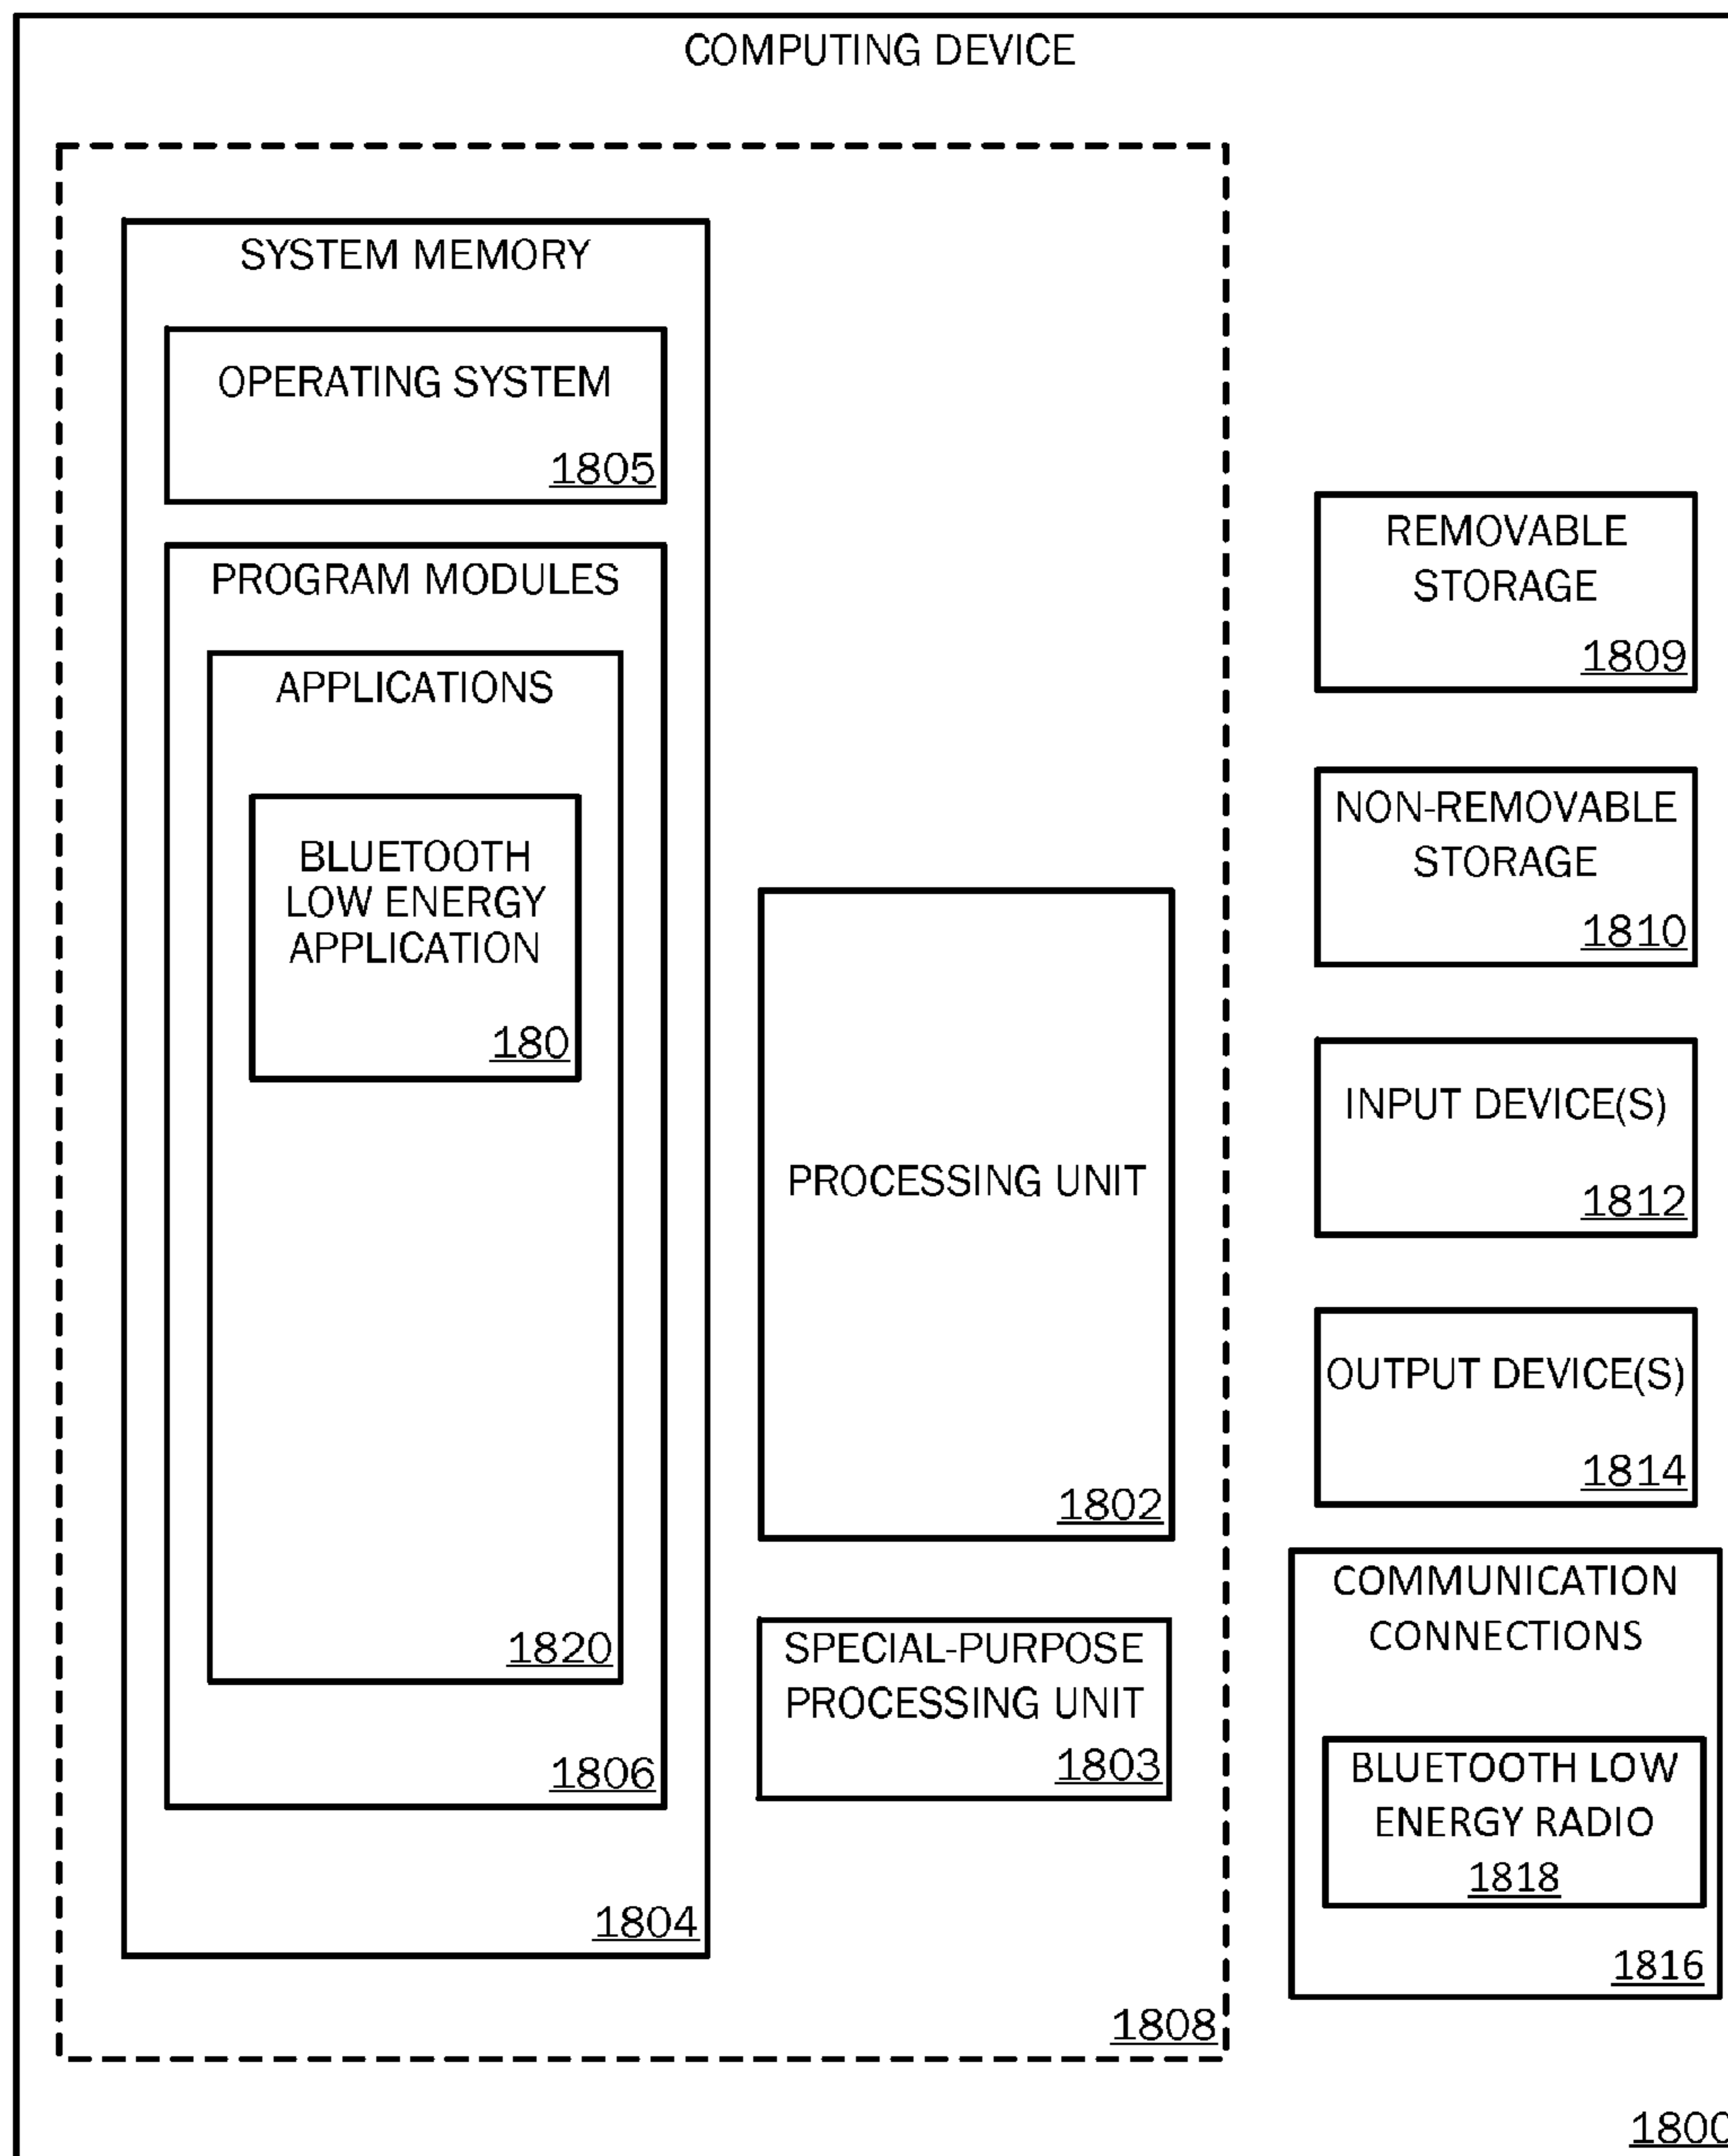 COMPUTING DEVICE
SYSTEM MEMORY
OPERATING SYSTEM
1805
PROGRAM MODULES
APPLICATIONS
BLUETOOTH
LOW ENERGY
APPLICATION
180
1820
1806
1804
PROCESSING UNIT
1802
SPECIAL-PURPOSE
PROCESSING UNIT
1803
1808
REMOVABLE
STORAGE
1809
NON-REMOVABLE
STORAGE
1810
INPUT DEVICE(S)
1812
OUTPUT DEVICE(S)
1814
COMMUNICATION
CONNECTIONS
BLUETOOTH LOW
ENERGY RADIO
1818
1816
1800